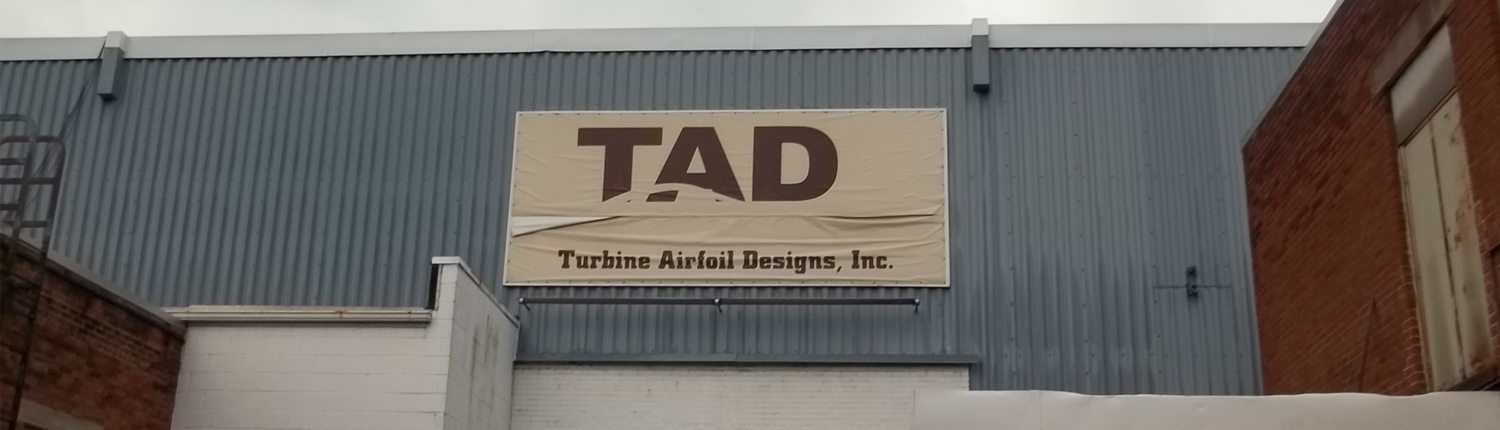 TAD
Turbine Airfoil Designs, Inc.